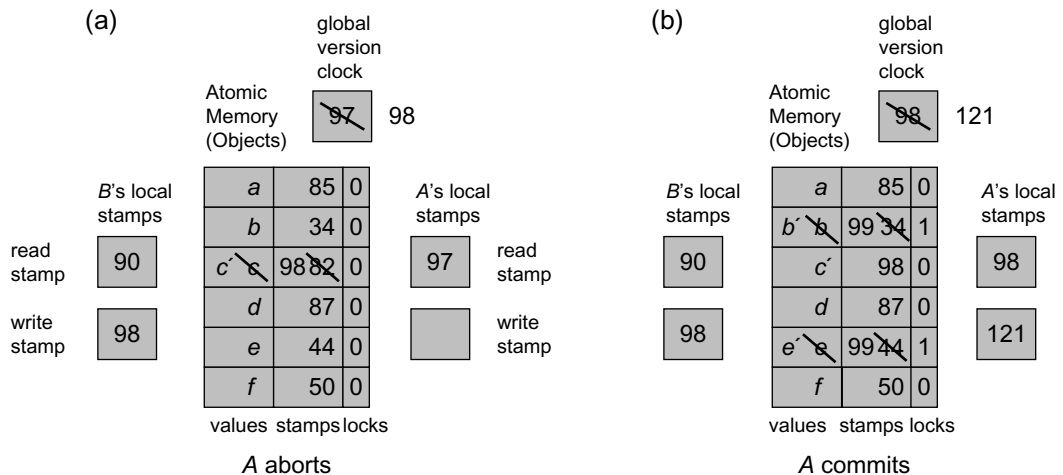 (a)
global
version
clock
Atomic
Memory
(Objects)
97 98
B's local
stamps
A's local
stamps
read
stamp
90
write
stamp
98
a 85 0
b 34 0
c´ c 98 82 0
d 87 0
e 44 0
f 50 0
97
read
stamp
write
stamp
values stamps locks
A aborts
(b)
global
version
clock
Atomic
Memory
(Objects)
98 121
B's local
stamps
A's local
stamps
90
98
a 85 0
b´ b 99 34 1
c´ 98 0
d 87 0
e´ e 99 44 1
f 50 0
98
121
values stamps locks
A commits